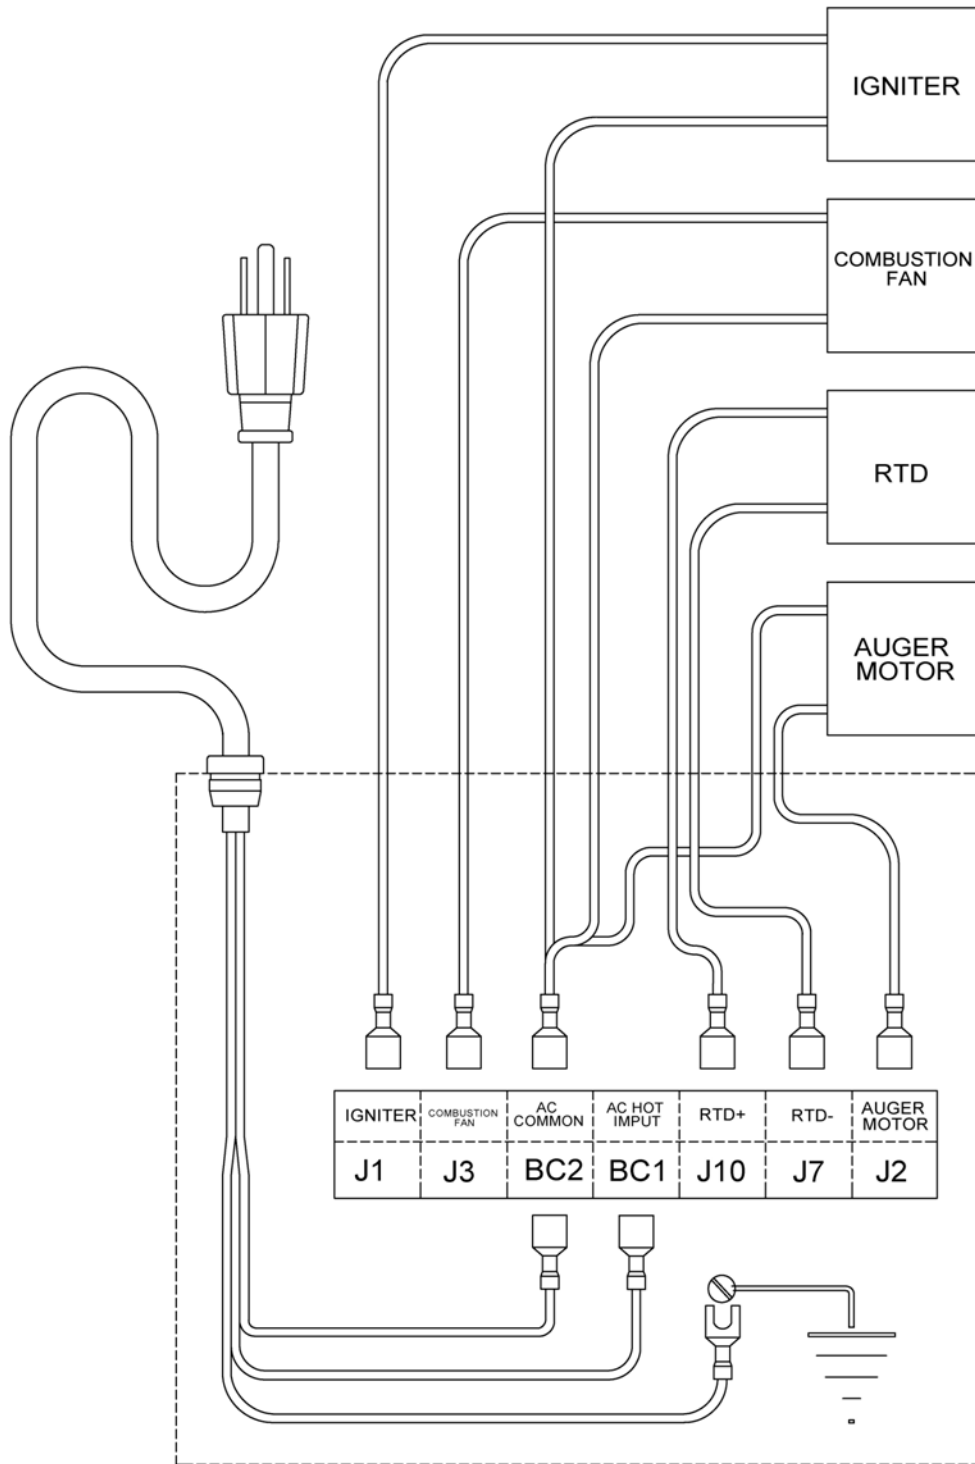 IGNITER
COMBUSTION
FAN
RTD
AUGER
MOTOR
IGNITER
COMBUSTION
FAN
AC
COMMON
AC HOT
IMPUT
RTD+
RTD-
AUGER
MOTOR
J1
J3
BC2
BC1
J10
J7
J2